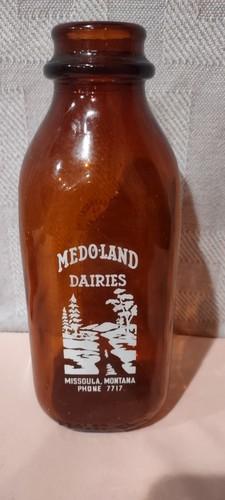 MEDO-LAND
DAIRIES
MISSOULA, MONTANA
PHONE 7717